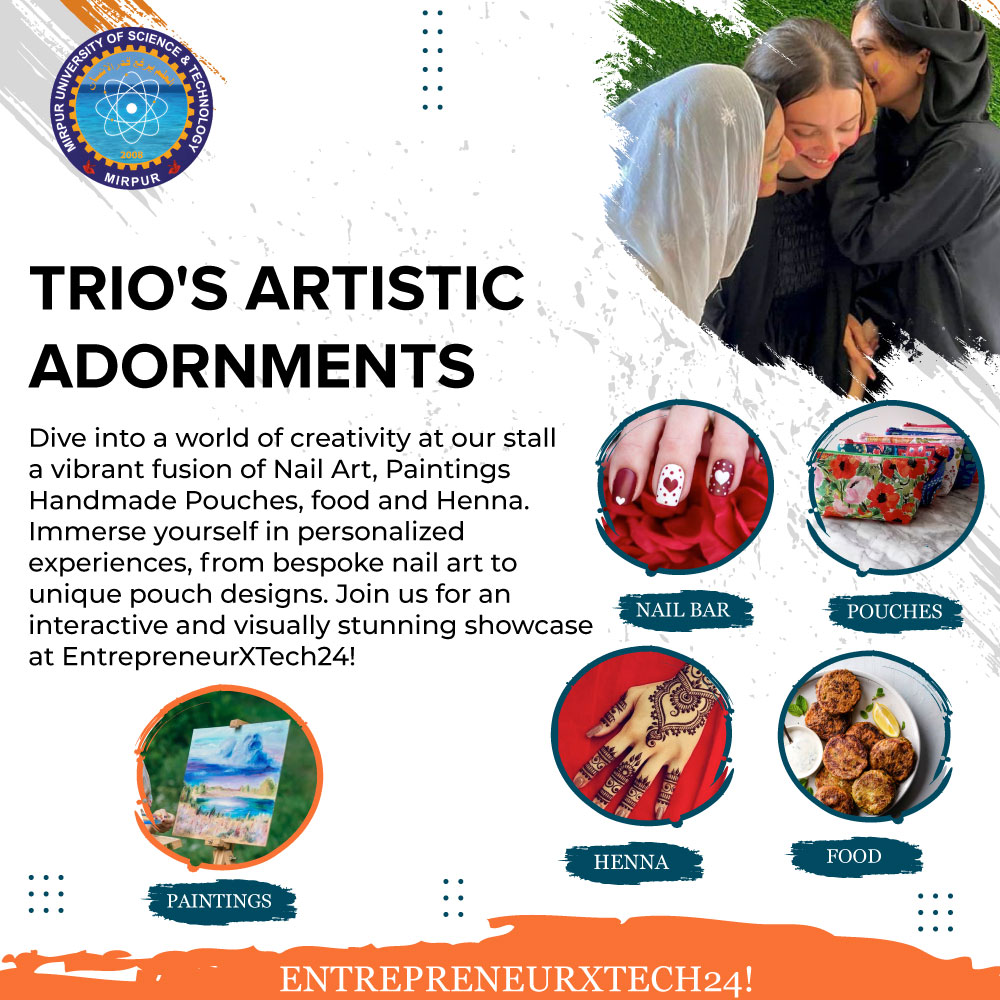 MIRPUR UNIVERSITY OF SCIENCE & TECHNOLOGY
2008
MIRPUR
TRIO'S ARTISTIC
ADORNMENTS
Dive into a world of creativity at our stall
a vibrant fusion of Nail Art, Paintings
Handmade Pouches, food and Henna.
Immerse yourself in personalized
experiences, from bespoke nail art to
unique pouch designs. Join us for an
interactive and visually stunning showcase
at EntrepreneurXTech24!
NAIL BAR
POUCHES
HENNA
FOOD
PAINTINGS
ENTREPRENEURXTECH24!